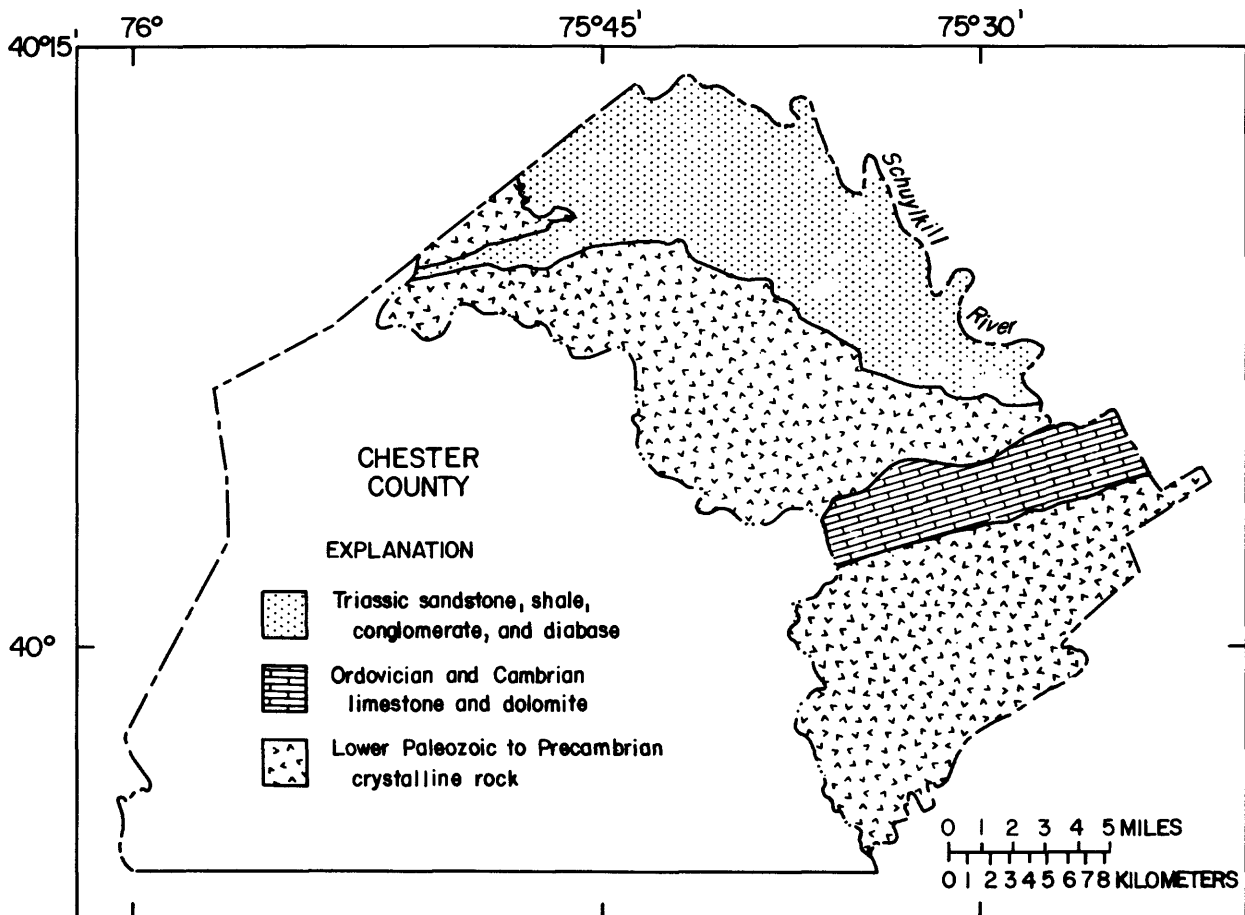 76°
75°45'
75°30'
40°15'
Schuylkill
River
CHESTER
COUNTY
EXPLANATION
Triassic sandstone, shale,
conglomerate, and diabase
40°
Ordovician and Cambrian
limestone and dolomite
Lower Paleozoic to Precambrian
crystalline rock
0 1 2 3 4 5 MILES
0 1 2 3 4 5 6 7 8 KILOMETERS